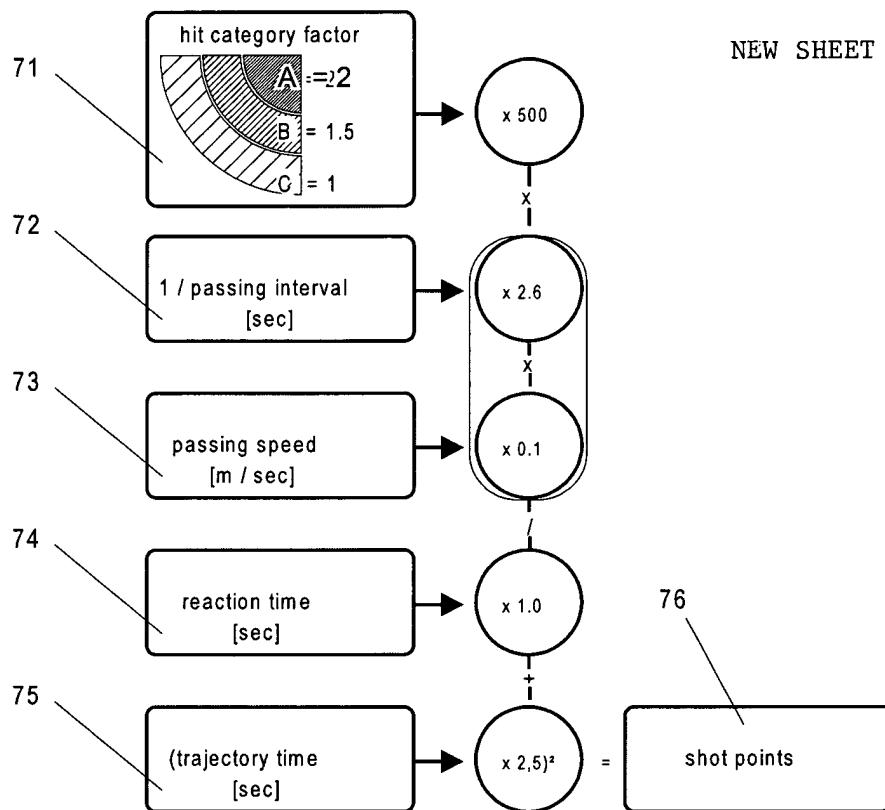 NEW SHEET
71
hit category factor
A = 2
B = 1.5
C = 1
x 500
x
72
1 / passing interval
[sec]
x 2.6
x
73
passing speed
[m / sec]
x 0.1
/
74
reaction time
[sec]
x 1.0
+
75
(trajectory time
[sec]
x 2,5)²
=
76
shot points